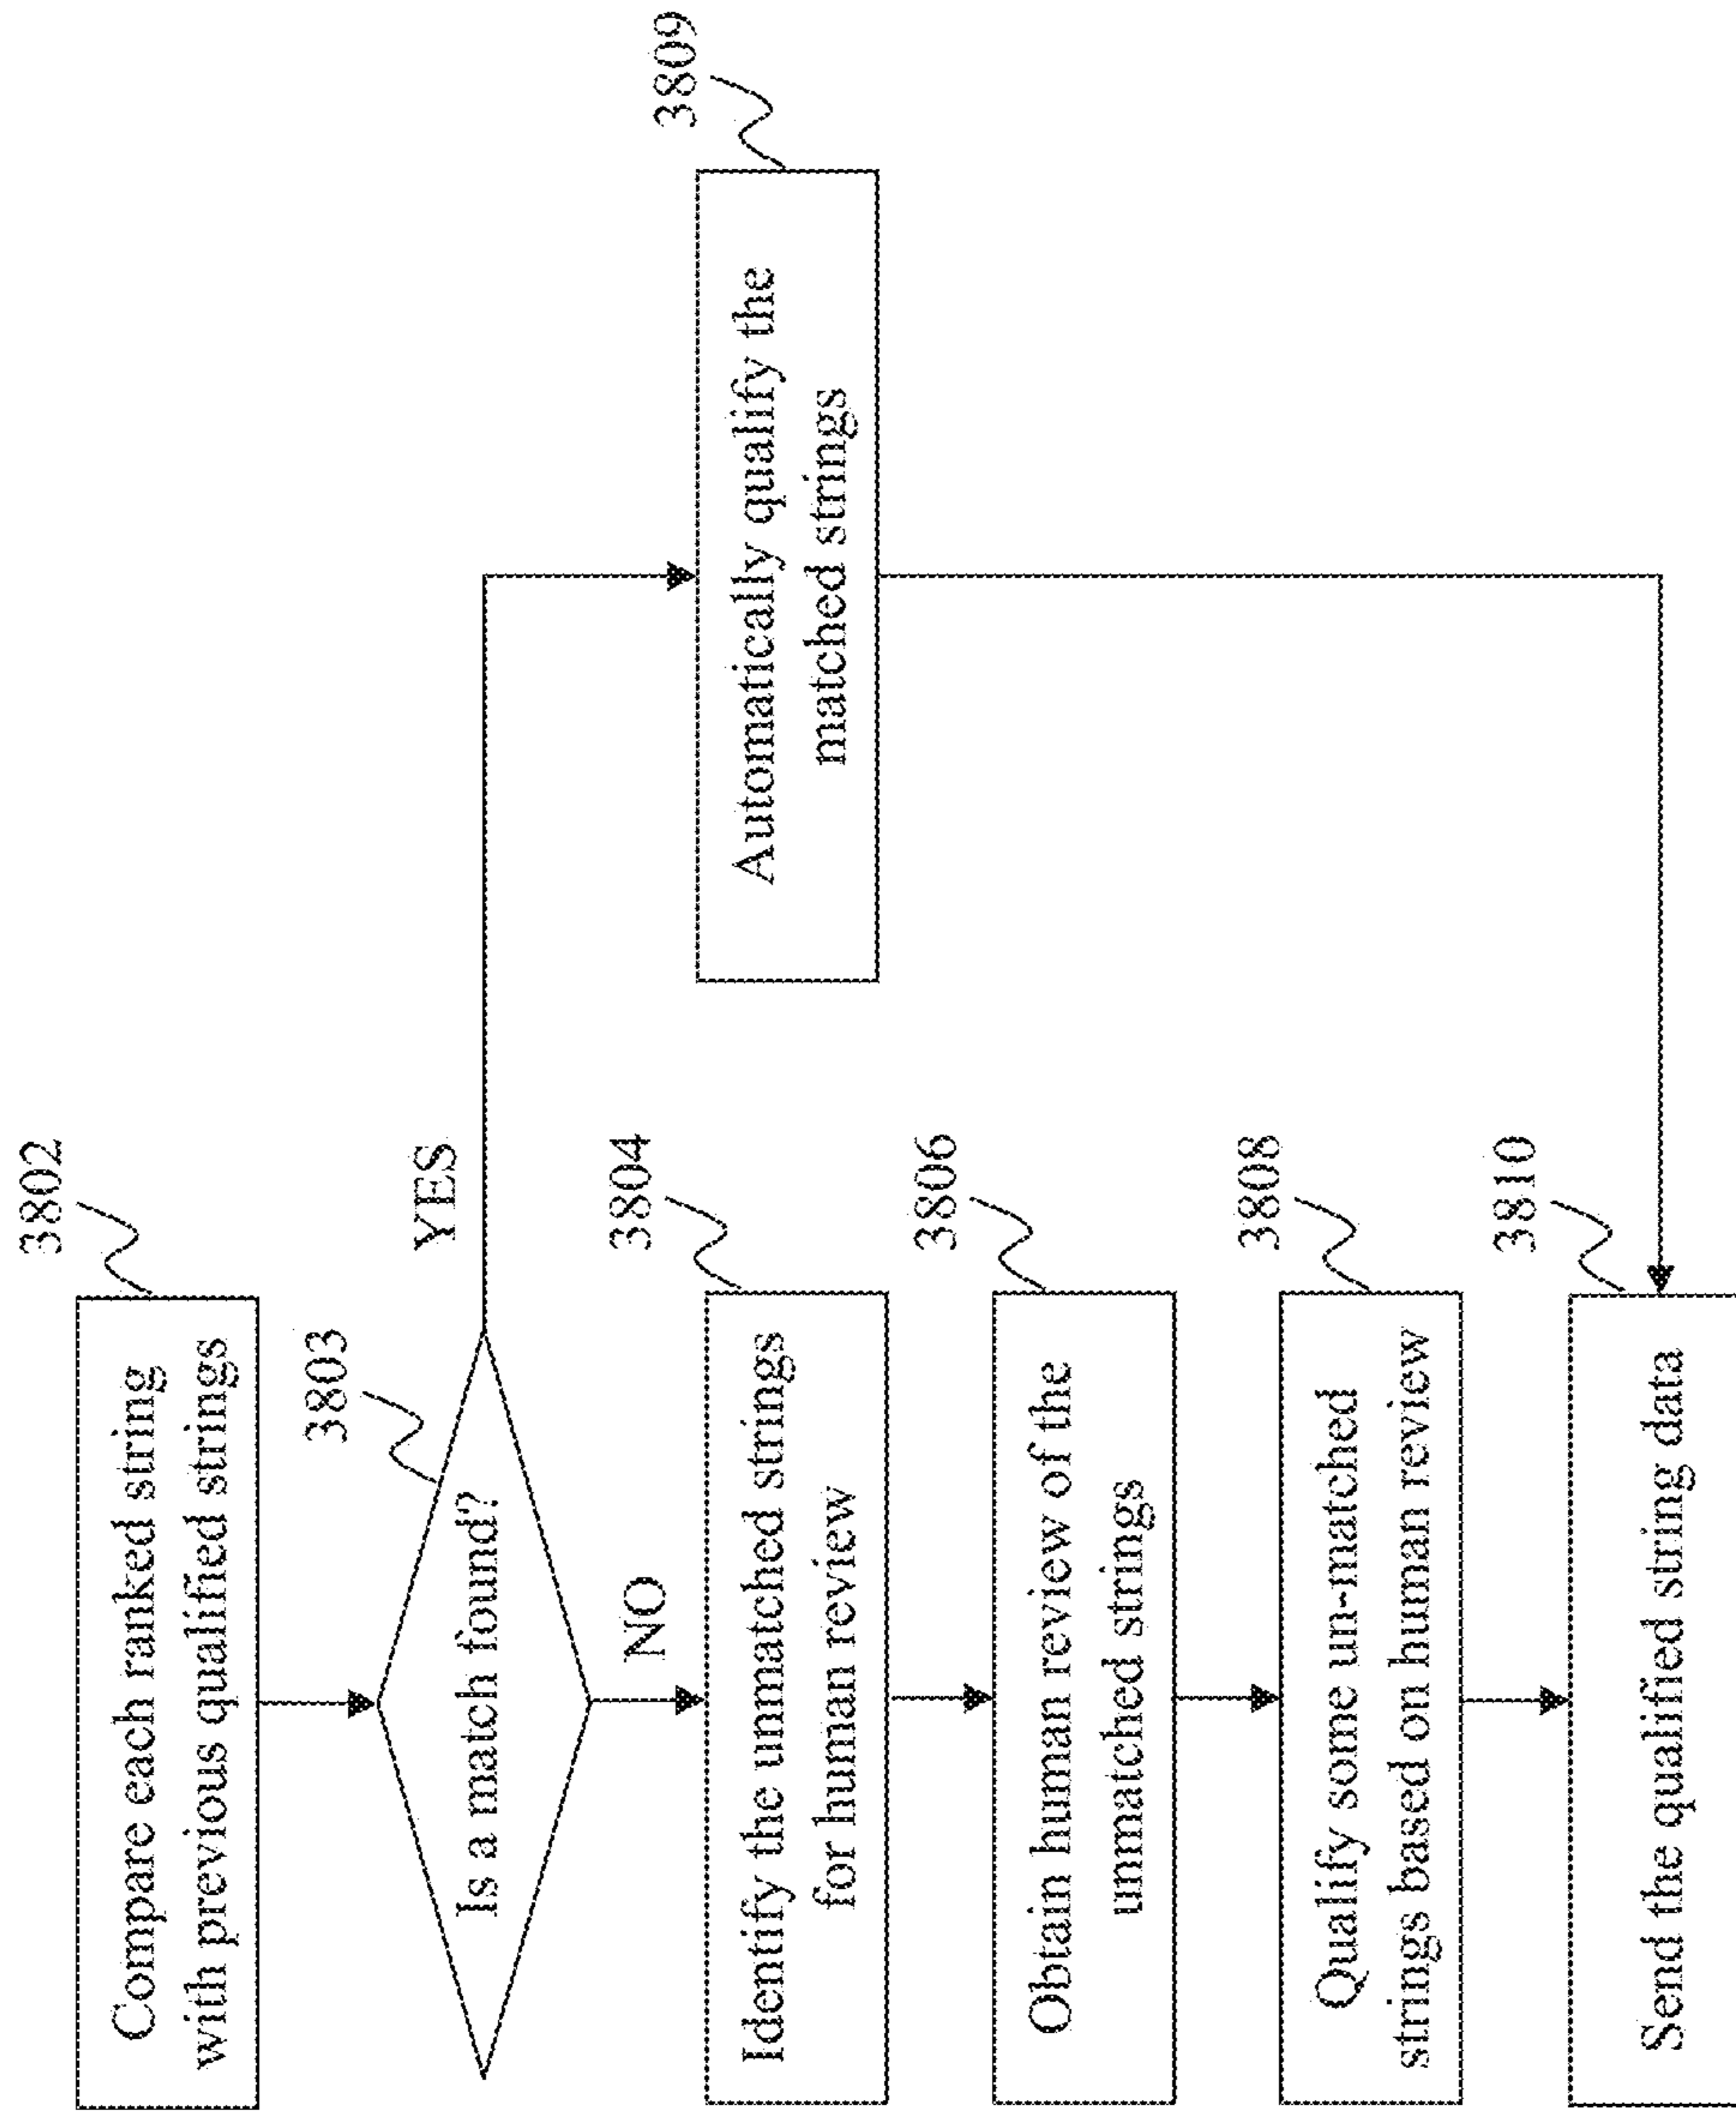 3802
Compare each ranked string
with previous qualified strings
3803
Is a match found?
YES
NO
3804
Identify the unmatched strings
for human review
3809
Automatically qualify the
matched strings
3806
Obtain human review of the
unmatched strings
3808
Qualify some un-matched
strings based on human review
3810
Send the qualified string data